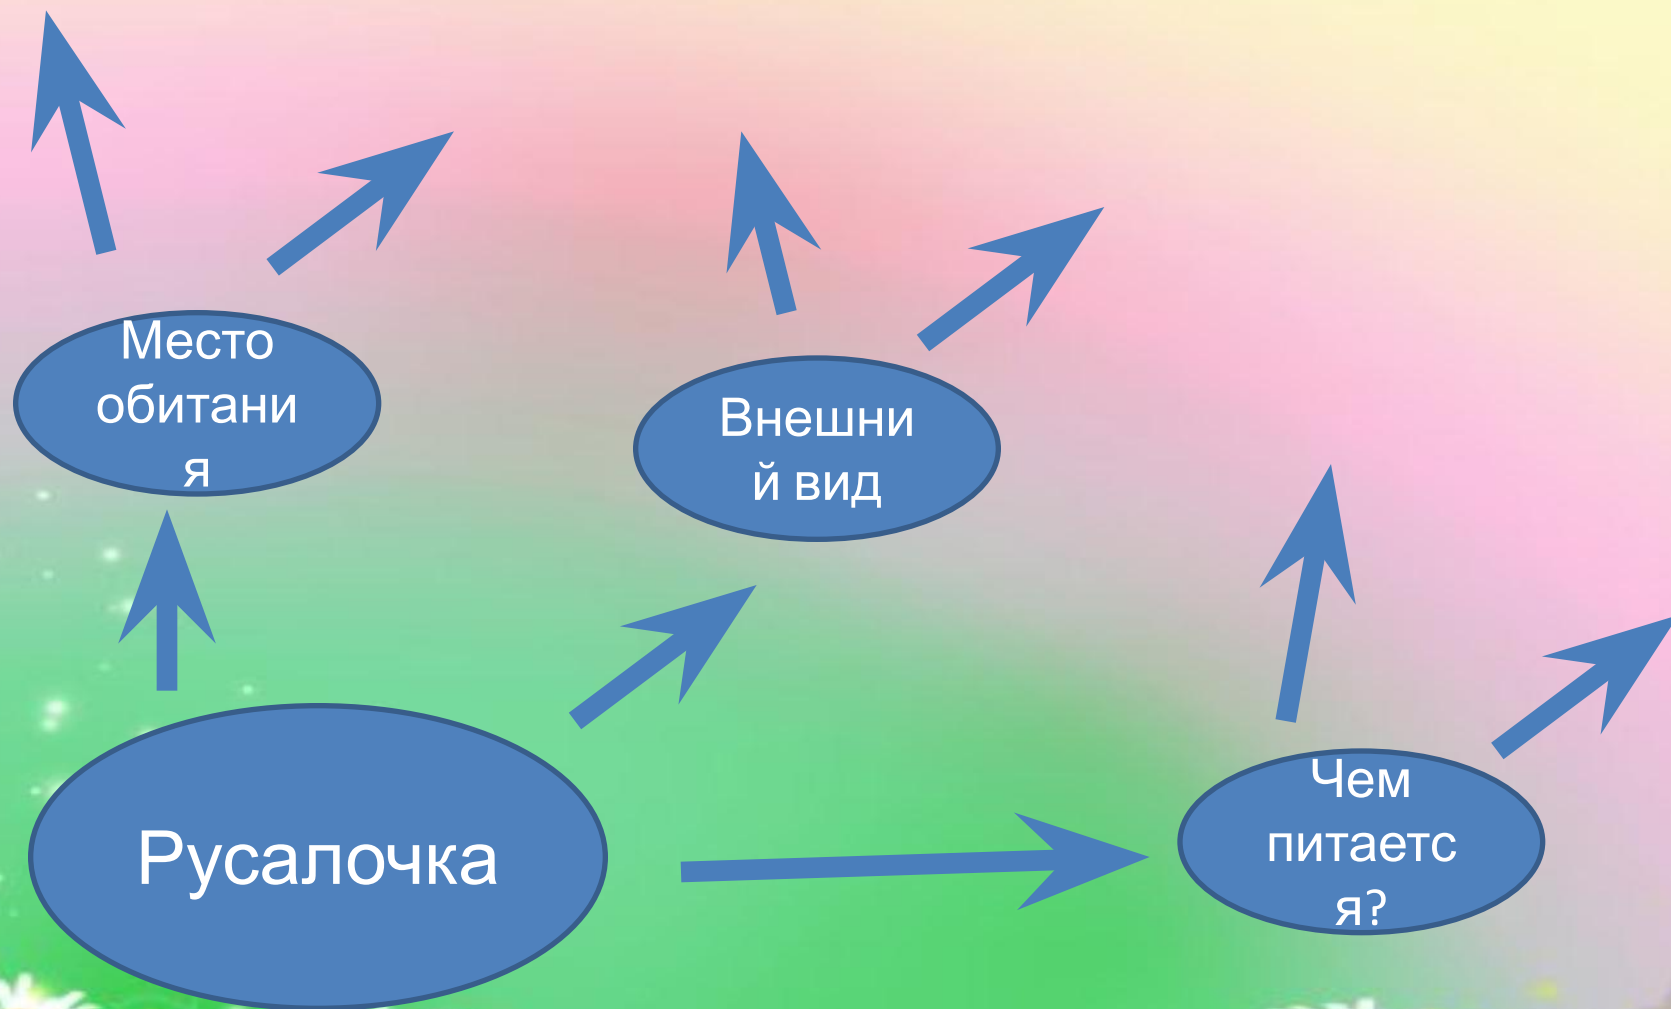 Место
обитани
я
Внешни
й вид
Чем
питаетс
я?
Русалочка